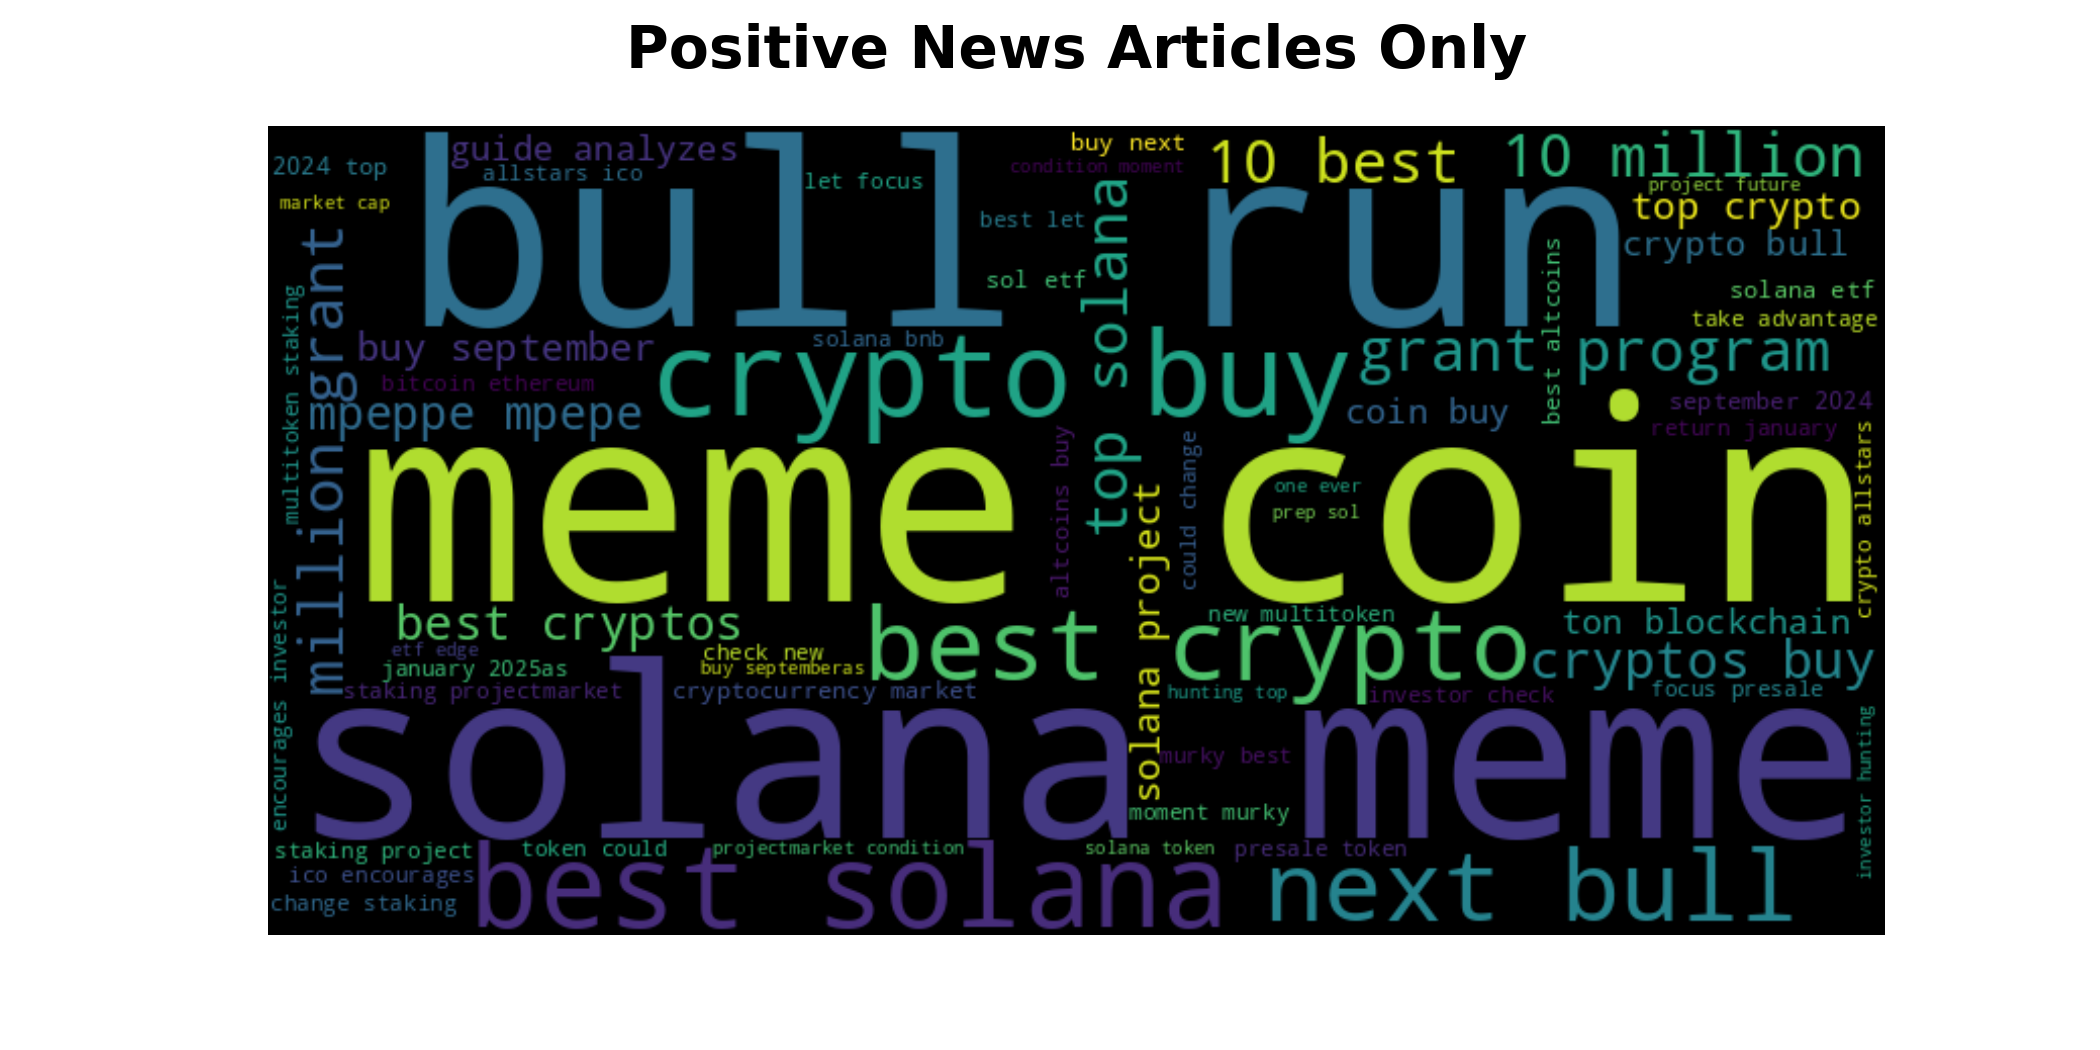 Positive News Articles Only
guide analyzes
buy next
10 best
10 million
2024 top
allstars ico
let focus
condition moment
project future
market cap
bull run
best let
top crypto
crypto bull
sol etf
top solana
best altcoins
solana etf
take advantage
million grant
multitoken staking
buy september
solana bnb
crypto buy
grant program
bitcoin ethereum
mpeppe mpepe
coin buy
september 2024
return january
meme coin
altcoins buy
could change
one ever
prep sol
crypto allstars
solana project
encourages investor
best cryptos
new multitoken
ton blockchain
etf edge
check new
best crypto
january 2025as
buy septemberas
cryptos buy
staking projectmarket
cryptocurrency market
hunting top
investor check
focus presale
solana meme
murky best
moment murky
investor hunting
staking project
token could
projectmarket condition
solana token
presale token
ico encourages
best solana
next bull
change staking